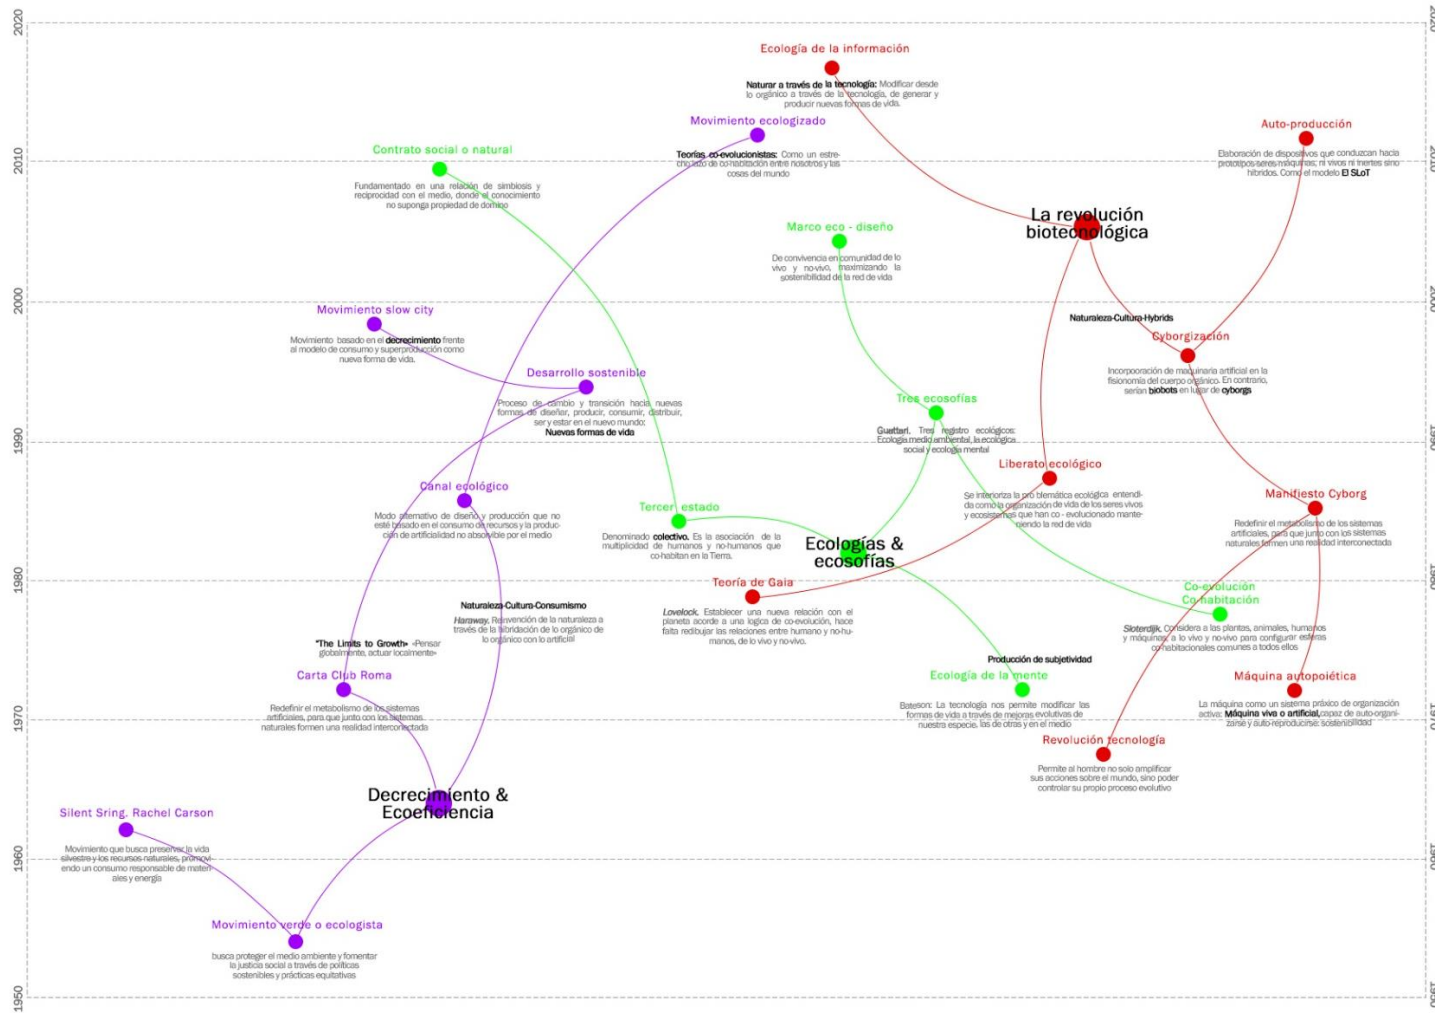 2020
2020
Ecología de la información
Naturar a través de la tecnología: Modificar desde
lo orgánico a través de la tecnología, de generar y
producir nuevas formas de vida.
Movimiento ecologizado
Teorías co-evolucionistas: Como un estre-
cho lazo de co-habitación entre nosotros y las
cosas del mundo
Auto-producción
Elaboración de dispositivos que conduzcan hacia
prototipos-seres-máquinas, ni vivos ni inertes sino
híbridos. Como el modelo El SLoT
Contrato social o natural
Fundamentado en una relación de simbiosis y
reciprocidad con el medio, donde el conocimiento
no suponga propiedad de domino
2010
2010
La revolución
biotecnológica
Marco eco - diseño
De convivencia en comunidad de lo
vivo y no-vivo, maximizando la
sostenibilidad de la red de vida
2000
2000
Movimiento slow city
Movimiento basado en el decrecimiento frente
al modelo de consumo y superproducción como
nueva forma de vida.
Naturaleza-Cultura-Hybrids
Cyborgización
Incorpooración de maquinaria artificial en la
fisionomía del cuerpo orgánico. En contrario,
serían biobots en lugar de cyborgs
Desarrollo sostenible
Proceso de cambio y transición hacia nuevas
formas de diseñar, producir, consumir, distribuir,
ser y estar en el nuevo mundo:
Nuevas formas de vida
Tres ecosofías
Guattari. Tres registro ecológicos:
Ecología medio ambiental, la ecológica
social y ecología mental
1990
1990
Liberato ecológico
Se interioriza la pro blemática ecológica entendi-
da como la organización de vida de los seres vivos
y ecosistemas que han co - evolucionado mante-
niendo la red de vida
Canal ecológico
Modo alternativo de diseño y producción que no
esté basado en el consumo de recursos y la produc-
ción de artificialidad no absorvible por el medio
Manifiesto Cyborg
Redefinir el metabolismo de los sistemas
artificiales, para que junto con los sistemas
naturales formen una realidad interconectada
Tercer estado
Denominado colectivo. Es la asociación de la
multiplicidad de humanos y no-humanos que
co-habitan en la Tierra.
Ecologías &
ecosofías
1980
1980
Teoría de Gaia
Lovelock. Establecer una nueva relación con el
planeta acorde a una logica de co-evolución, hace
falta redibujar las relaciones entre humano y no-hu-
manos, de lo vivo y no-vivo.
Co-evolución
Co-habitación
Sloterdijk. Considera a las plantas, animales, humanos
y máquinas, a lo vivo y no-vivo para configurar esferas
co-habitacionales comunes a todos ellos
Naturaleza-Cultura-Consumismo
Haraway. Reinvención de la naturaleza a
través de la hibridación de lo orgánico de
lo orgánico con lo artificial
"The Limits to Growth» «Pensar
globalmente, actuar localmente»
Carta Club Roma
Redefinir el metabolismo de los sistemas
artificiales, para que junto con los sistemas
naturales formen una realidad interconectada
Producción de subjetividad
Ecología de la mente
Bateson: La tecnología nos permite modificar las
formas de vida a través de mejoras evolutivas de
nuestra especie, las de otras y en el medio
Máquina autopoiética
La máquina como un sistema práxico de organización
activa: Máquina viva o artificial,capaz de auto-organi-
zarse y auto-reproducirse: sostenibilidad
1970
1970
Revolución tecnología
Permite al hombre no solo amplificar
sus acciones sobre el mundo, sino poder
controlar su propio proceso evolutivo
Decrecimiento &
Ecoeficiencia
Silent Sring. Rachel Carson
Movimiento que busca preservar la vida
silvestre y los recursos naturales, promovi-
endo un consumo responsable de materi-
ales y energía
1960
1960
Movimiento verde o ecologista
busca proteger el medio ambiente y fomentar
la justicia social a través de políticas
sostenibles y prácticas equitativas
1950
1950